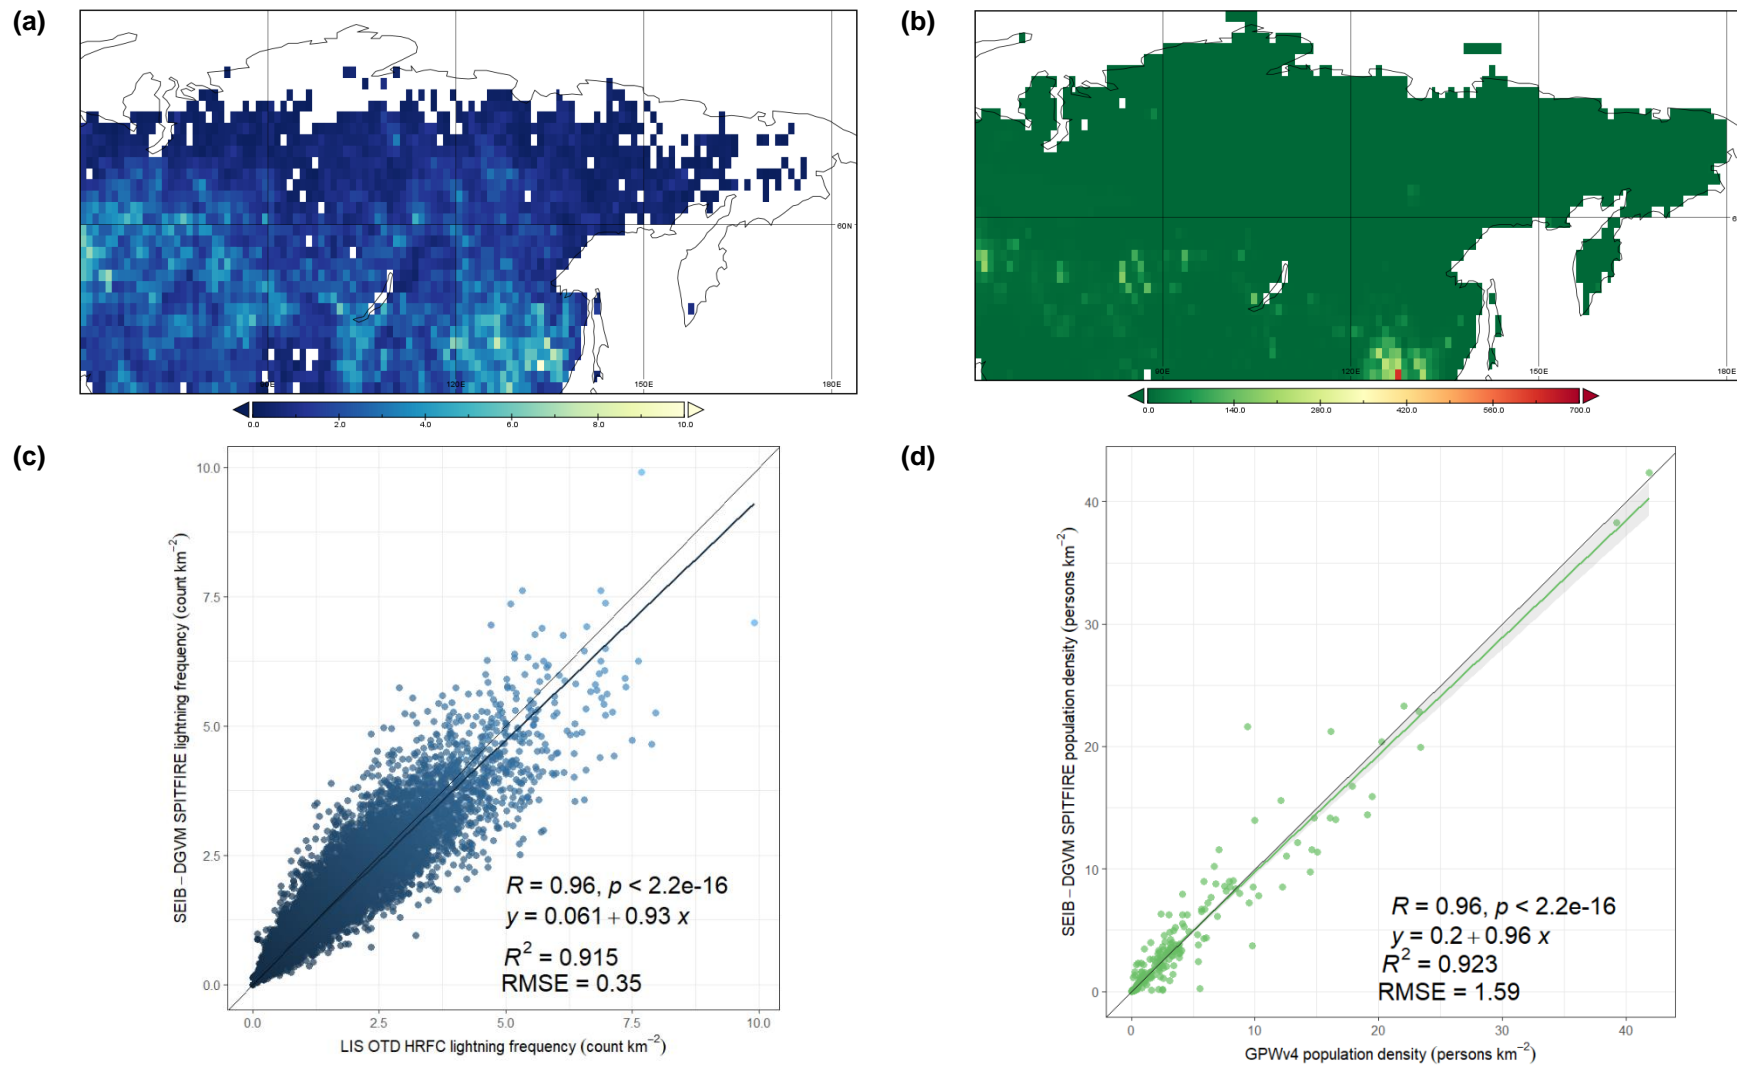 (a)
60N
90E
120E
150E
180E
0.0
2.0
4.0
6.0
8.0
10.0
(b)
6
90E
120E
150E
180E
0.0
140.0
280.0
420.0
560.0
700.0
(c)
SEIB−DGVM SPITFIRE lightning frequency (count km−2)
10.0
7.5
5.0
2.5
0.0
R = 0.96, p < 2.2e-16
y = 0.061 + 0.93 x
R2 = 0.915
RMSE = 0.35
0.0
2.5
5.0
7.5
10.0
LIS OTD HRFC lightning frequency (count km−2)
(d)
SEIB−DGVM SPITFIRE population density (persons km−2)
40
30
20
10
0
R = 0.96, p < 2.2e-16
y = 0.2 + 0.96 x
R2 = 0.923
RMSE = 1.59
0
10
20
30
40
GPWv4 population density (persons km−2)